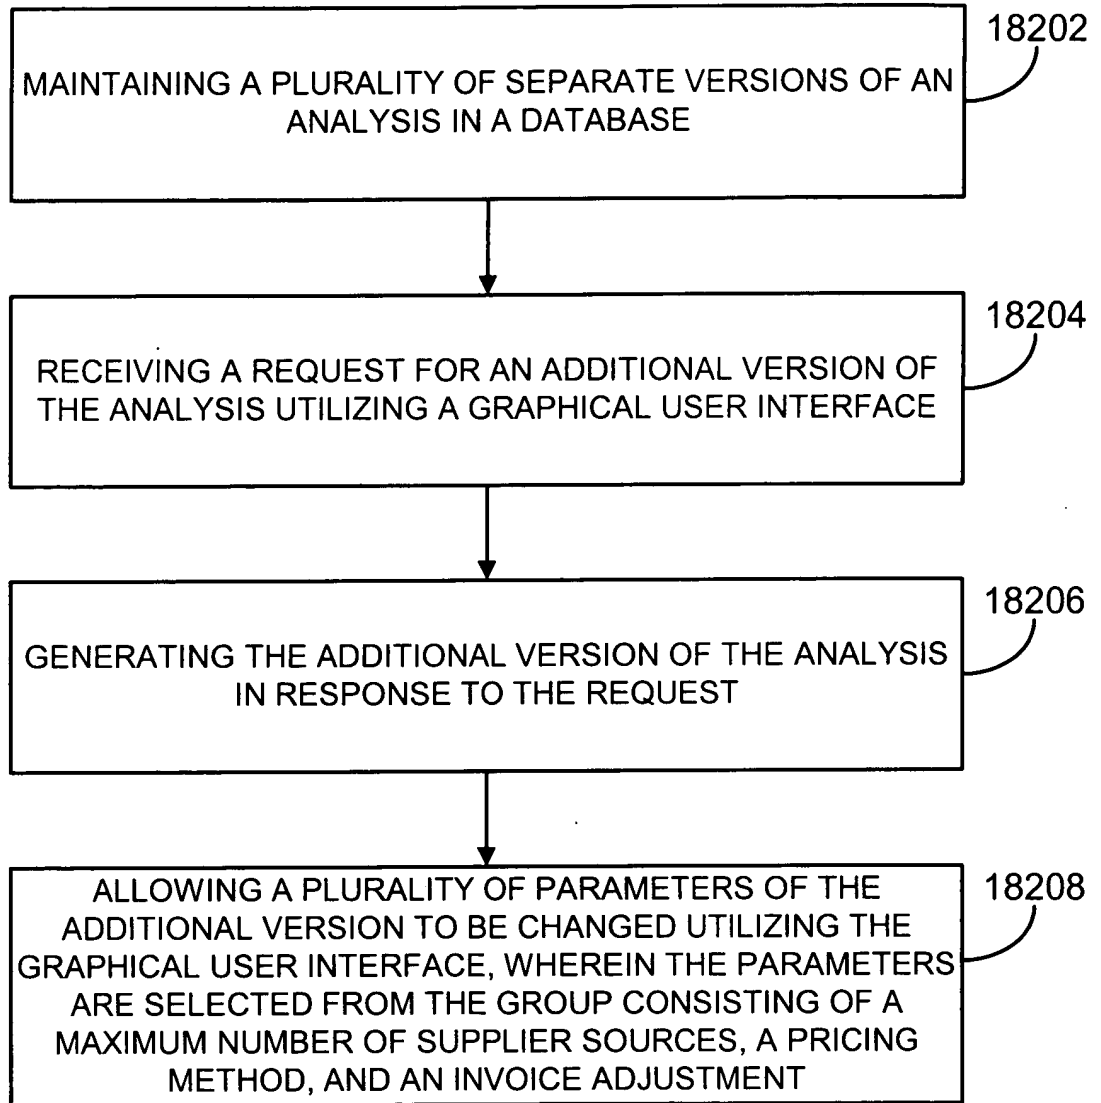 18202
MAINTAINING A PLURALITY OF SEPARATE VERSIONS OF AN
ANALYSIS IN A DATABASE
18204
RECEIVING A REQUEST FOR AN ADDITIONAL VERSION OF
THE ANALYSIS UTILIZING A GRAPHICAL USER INTERFACE
18206
GENERATING THE ADDITIONAL VERSION OF THE ANALYSIS
IN RESPONSE TO THE REQUEST
18208
ALLOWING A PLURALITY OF PARAMETERS OF THE
ADDITIONAL VERSION TO BE CHANGED UTILIZING THE
GRAPHICAL USER INTERFACE, WHEREIN THE PARAMETERS
ARE SELECTED FROM THE GROUP CONSISTING OF A
MAXIMUM NUMBER OF SUPPLIER SOURCES, A PRICING
METHOD, AND AN INVOICE ADJUSTMENT